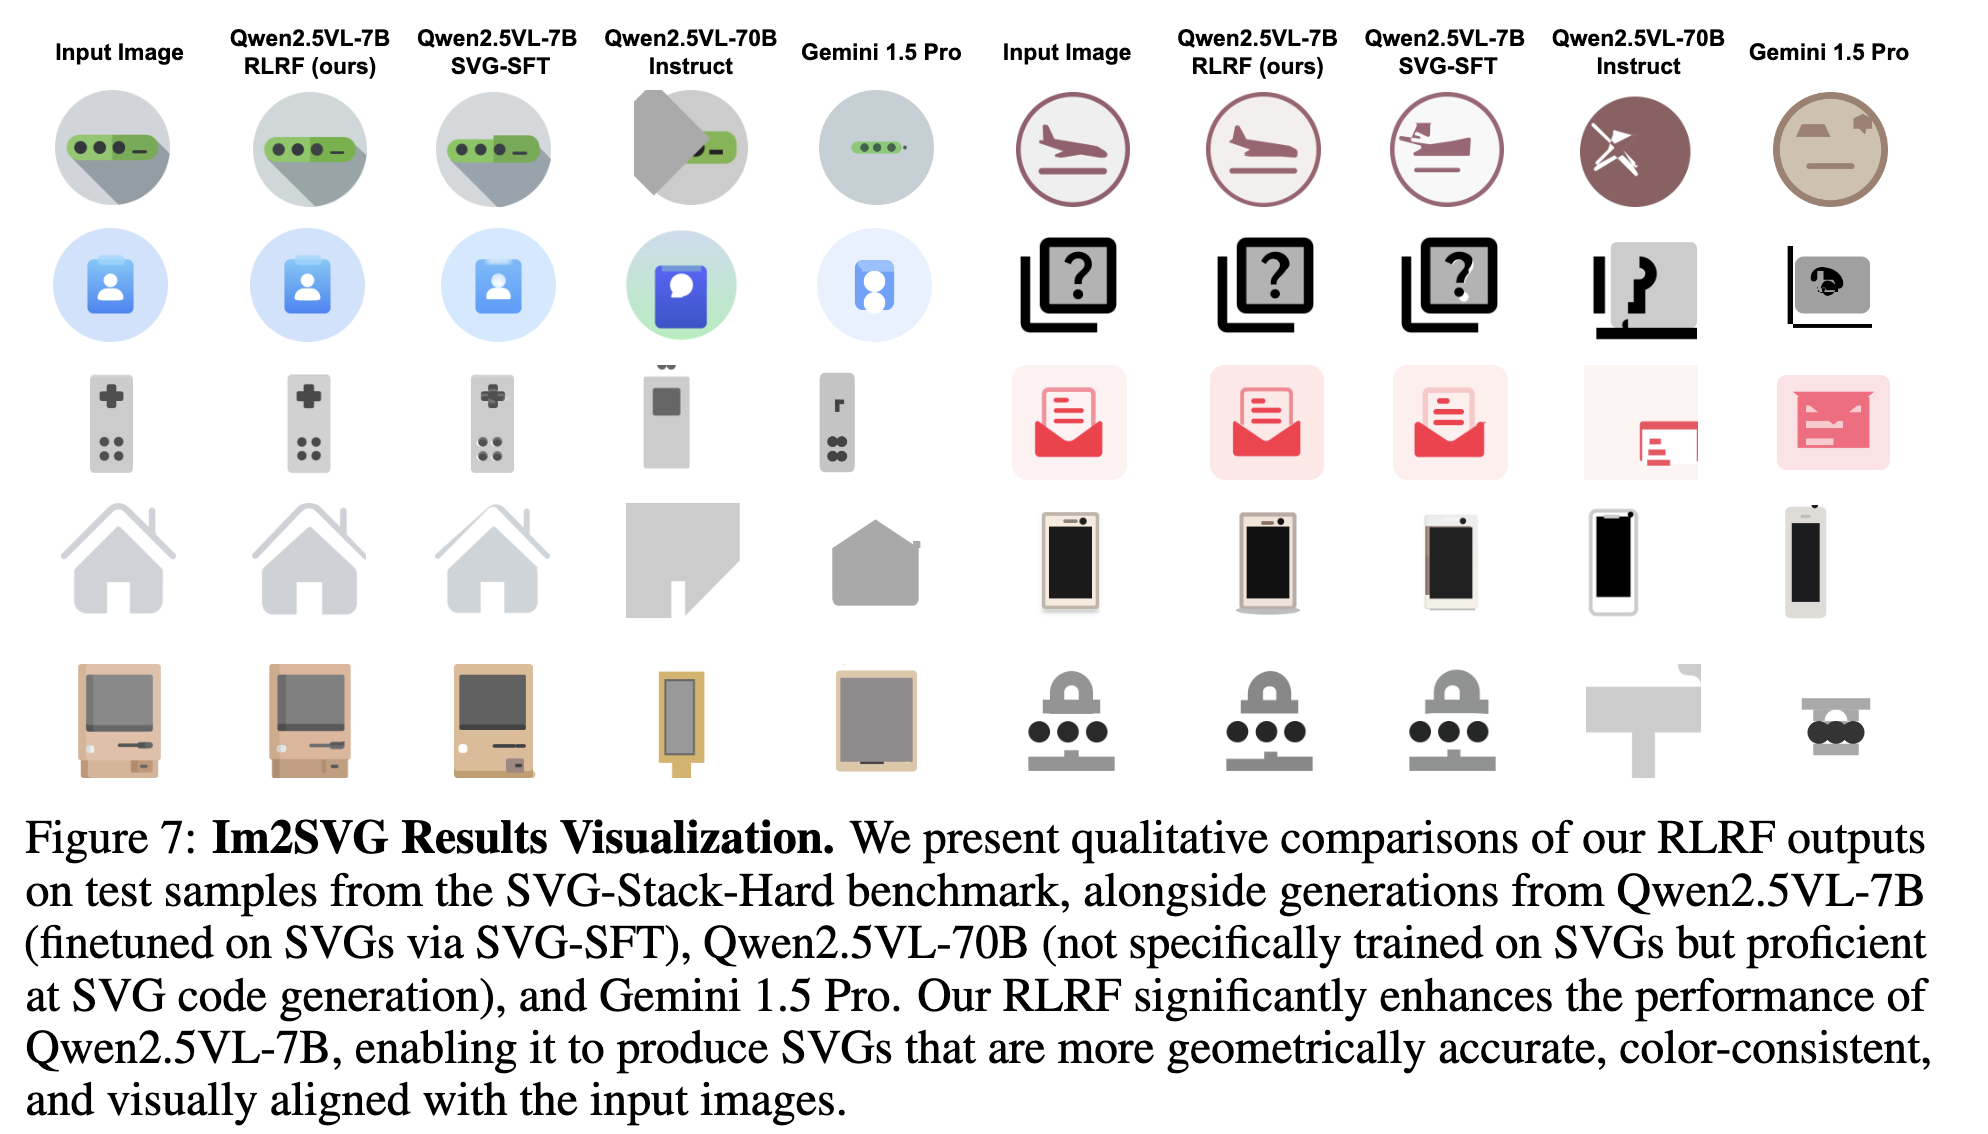 Input Image
Qwen2.5VL-7B
RLRF (ours)
Qwen2.5VL-7B
SVG-SFT
Qwen2.5VL-70B
Instruct
Gemini 1.5 Pro
Input Image
Qwen2.5VL-7B
RLRF (ours)
Qwen2.5VL-7B
SVG-SFT
Qwen2.5VL-70B
Instruct
Gemini 1.5 Pro
?
?
?
Figure 7: Im2SVG Results Visualization. We present qualitative comparisons of our RLRF outputs
on test samples from the SVG-Stack-Hard benchmark, alongside generations from Qwen2.5VL-7B
(finetuned on SVGs via SVG-SFT), Qwen2.5VL-70B (not specifically trained on SVGs but proficient
at SVG code generation), and Gemini 1.5 Pro. Our RLRF significantly enhances the performance of
Qwen2.5VL-7B, enabling it to produce SVGs that are more geometrically accurate, color-consistent,
and visually aligned with the input images.